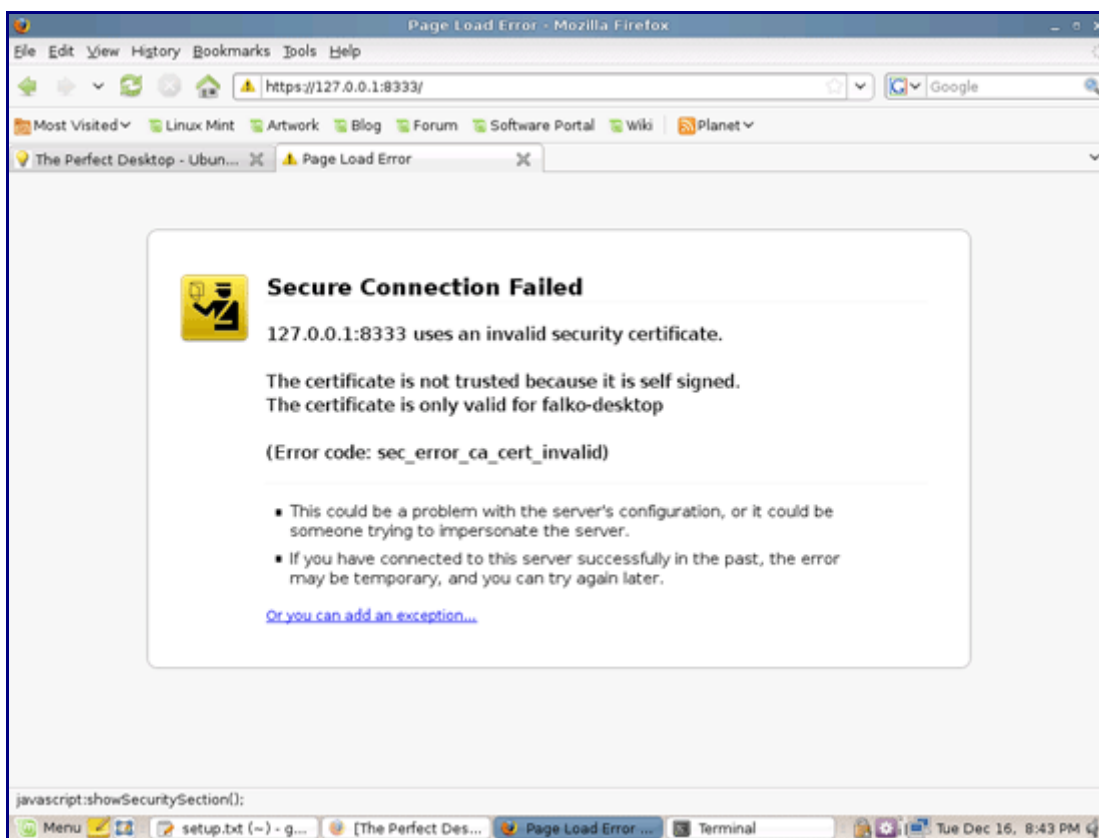 Page Load Error - Mozilla Firefox
File Edit View History Bookmarks Tools Help
https://127.0.0.1:8333/
Google
Most Visited Linux Mint Artwork Blog Forum Software Portal Wiki Planet
The Perfect Desktop - Ubun... Page Load Error
Secure Connection Failed
127.0.0.1:8333 uses an invalid security certificate.
The certificate is not trusted because it is self signed.
The certificate is only valid for falko-desktop
(Error code: sec_error_ca_cert_invalid)
This could be a problem with the server's configuration, or it could be
someone trying to impersonate the server.
If you have connected to this server successfully in the past, the error
may be temporary, and you can try again later.
Or you can add an exception...
javascript:showSecuritySection();
Menu setup.txt (~) - g... [The Perfect Des... Page Load Error ... Terminal Tue Dec 16, 8:43 PM